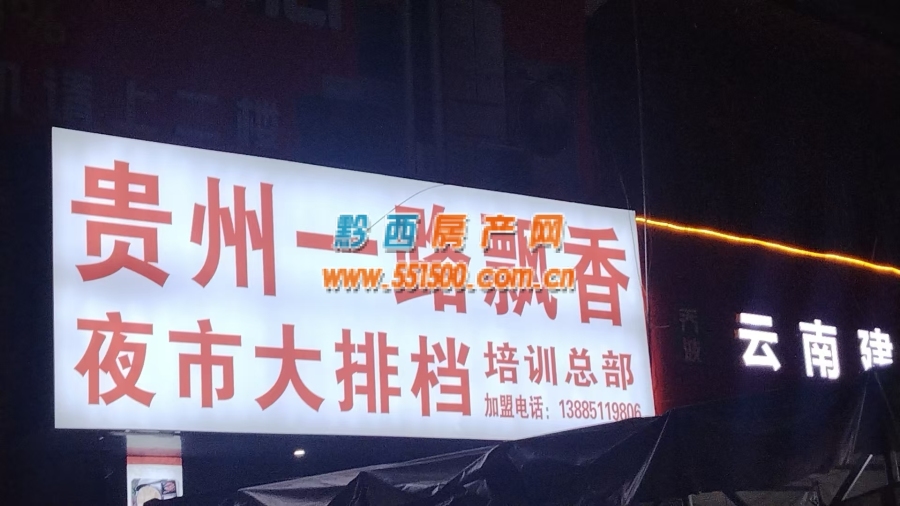 贵州一路飘香
夜市大排档
培训总部
加盟电话：13885119806
黔西房产网
www.551500.com.cn
云南建